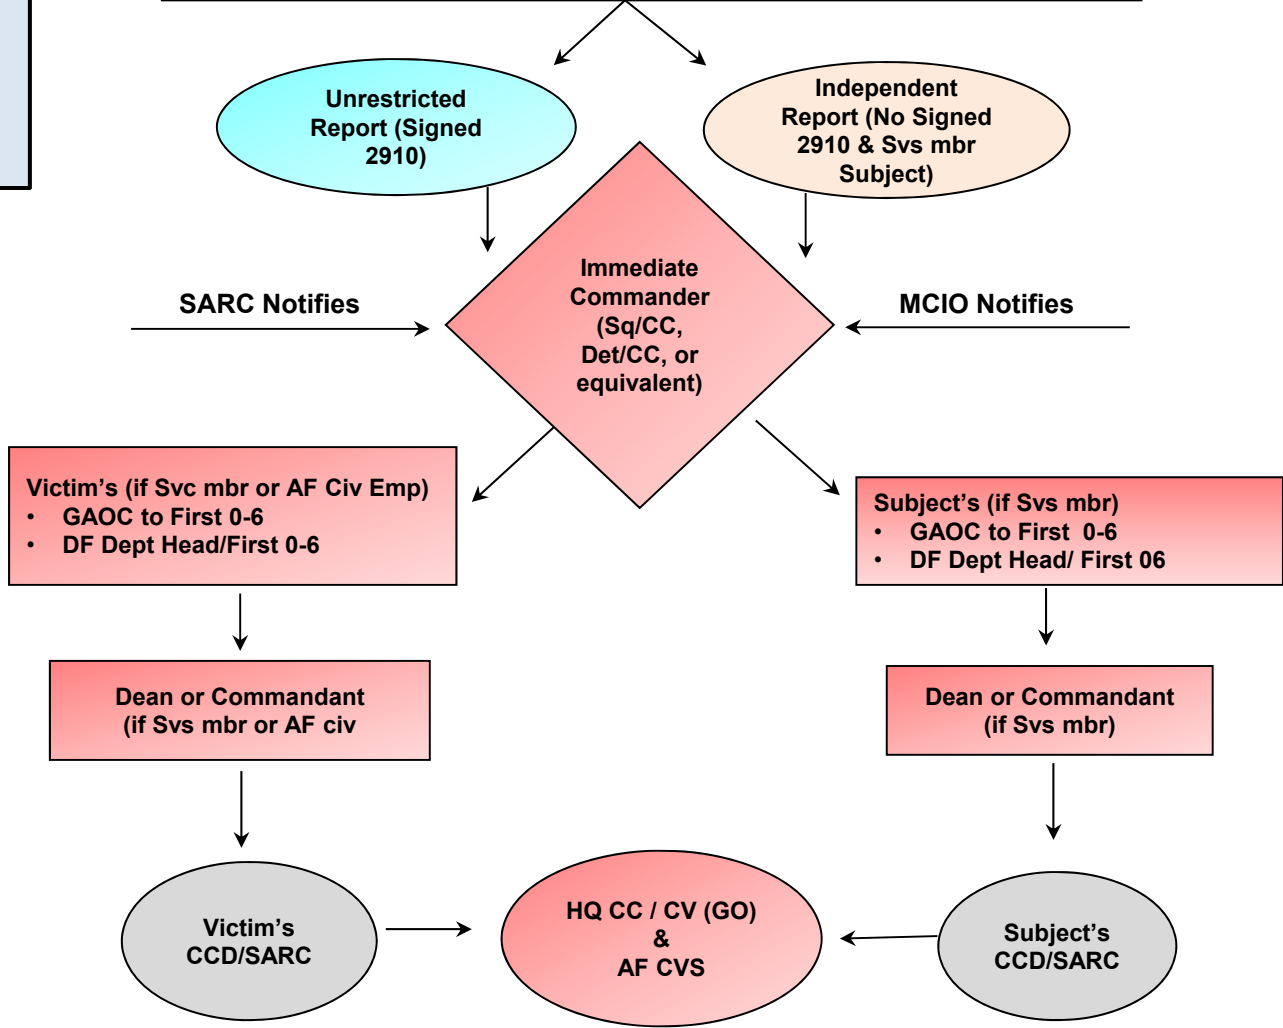 Unrestricted
Report (Signed
2910)
Independent
Report (No Signed
2910 & Svs mbr
Subject)
Immediate
Commander
(Sq/CC,
Det/CC, or
equivalent)
SARC Notifies
MCIO Notifies
Victim's (if Svc mbr or AF Civ Emp)
• GAOC to First 0-6
• DF Dept Head/First 0-6
Subject's (if Svs mbr)
• GAOC to First 0-6
• DF Dept Head/ First 06
Dean or Commandant
(if Svs mbr or AF civ
Dean or Commandant
(if Svs mbr)
Victim's
CCD/SARC
HQ CC / CV (GO)
&
AF CVS
Subject's
CCD/SARC